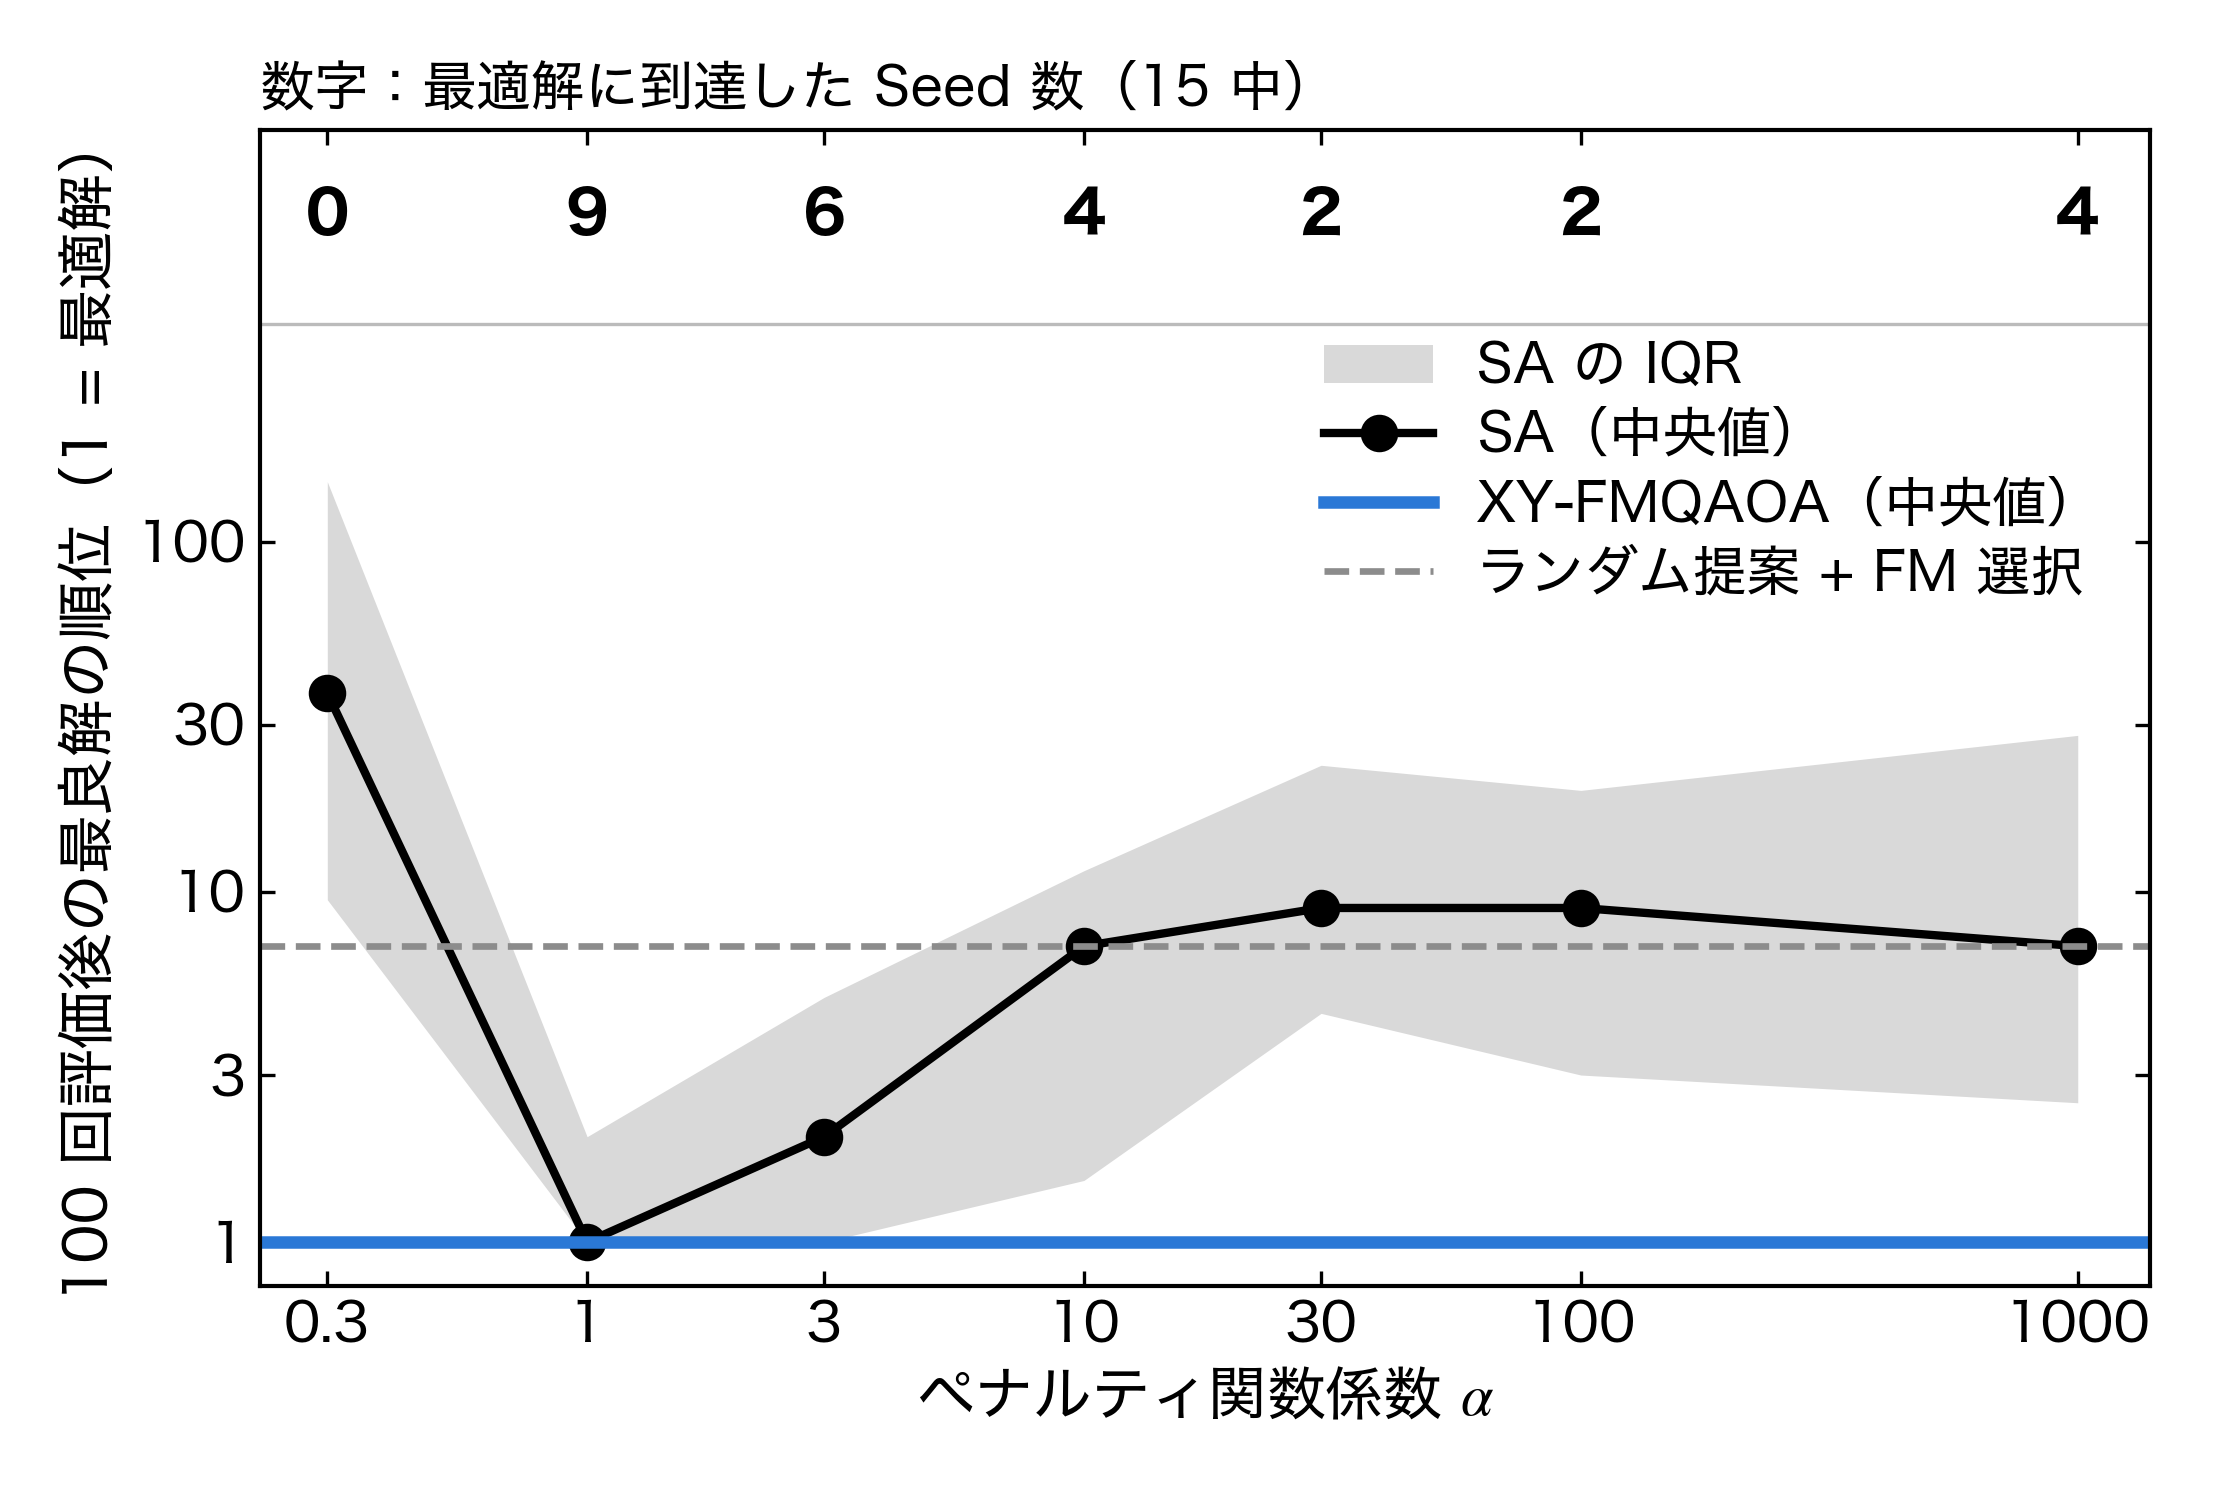 数字：最適解に到達した Seed 数（15 中）
0 9 6 4 2 2 4
SA の IQR
SA（中央値）
XY-FMQAOA（中央値）
ランダム提案 + FM 選択
100 回評価後の最良解の順位（1 = 最適解）
100
30
10
3
1
0.3 1 3 10 30 100 1000
ペナルティ関数係数 α